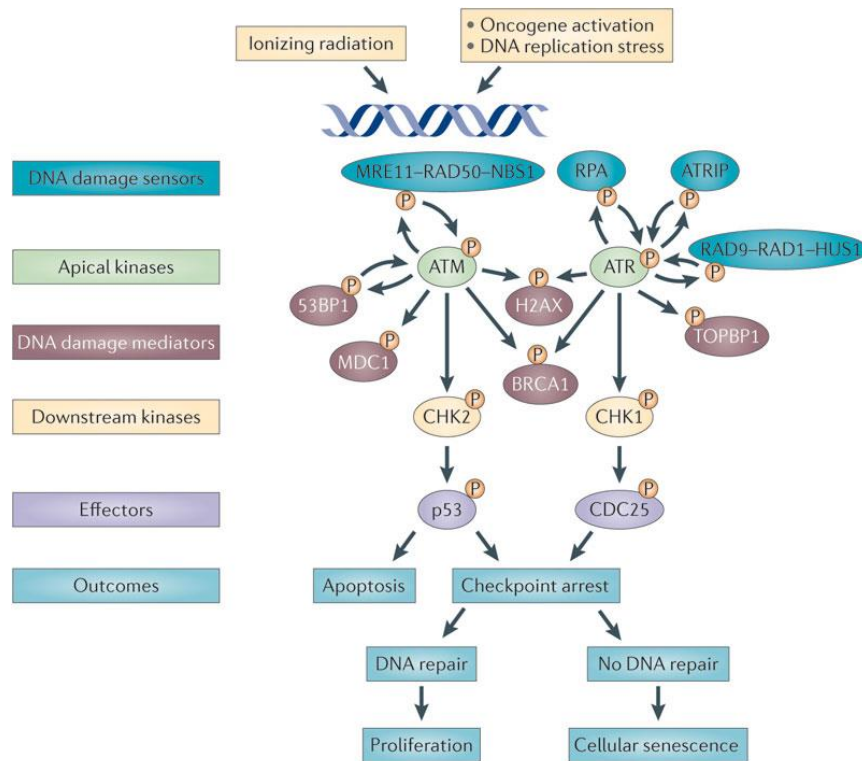 Ionizing radiation
• Oncogene activation
• DNA replication stress
DNA damage sensors
MRE11–RAD50–NBS1
RPA
ATRIP
P
P
P
RAD9–RAD1–HUS1
P
Apical kinases
ATM
P
ATR
P
53BP1
P
H2AX
P
DNA damage mediators
MDC1
P
BRCA1
P
TOPBP1
P
Downstream kinases
CHK2
P
CHK1
P
Effectors
p53
P
CDC25
P
Outcomes
Apoptosis
Checkpoint arrest
DNA repair
No DNA repair
Proliferation
Cellular senescence